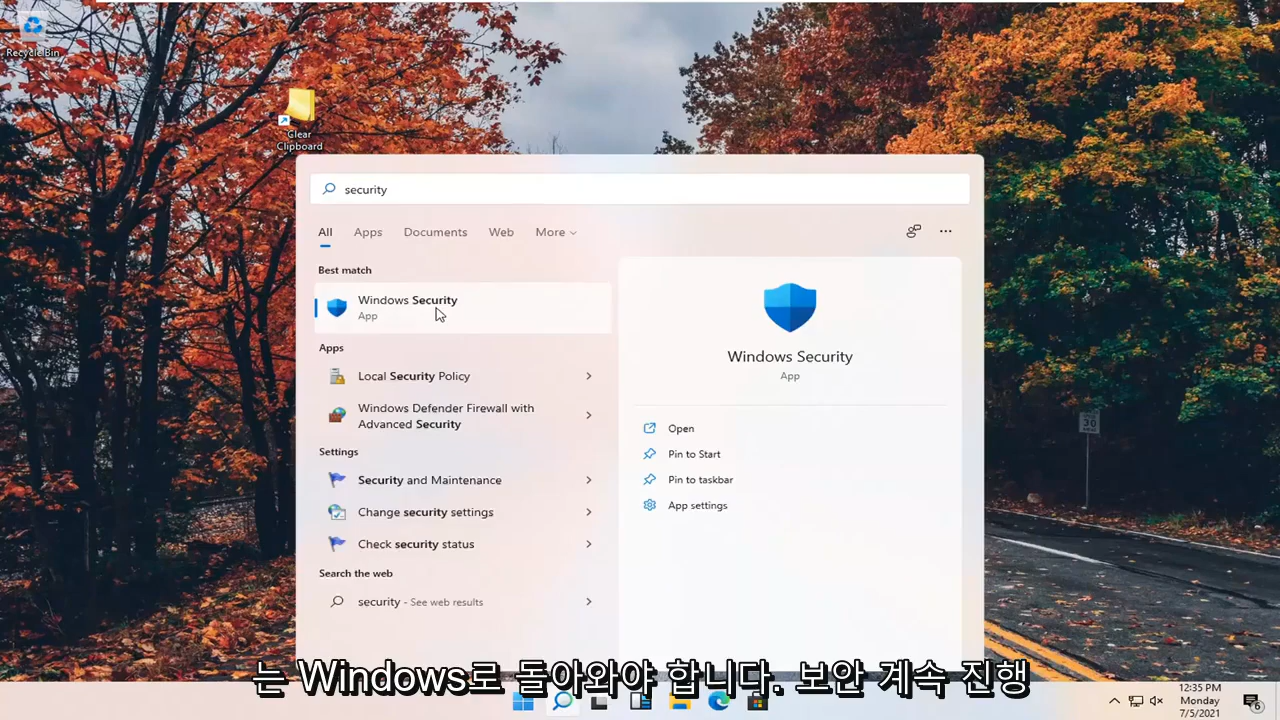 Recycle Bin
Clear
Clipboard
security
All
Apps
Documents
Web
More
Best match
Windows Security
App
Apps
Local Security Policy
Windows Defender Firewall with
Advanced Security
Settings
Security and Maintenance
Change security settings
Check security status
Search the web
security - See web results
Windows Security
App
Open
Pin to Start
Pin to taskbar
App settings
30
는 Windows로 돌아와야 합니다. 보안 계속 진행
12:35 PM
Monday
7/5/2021
6